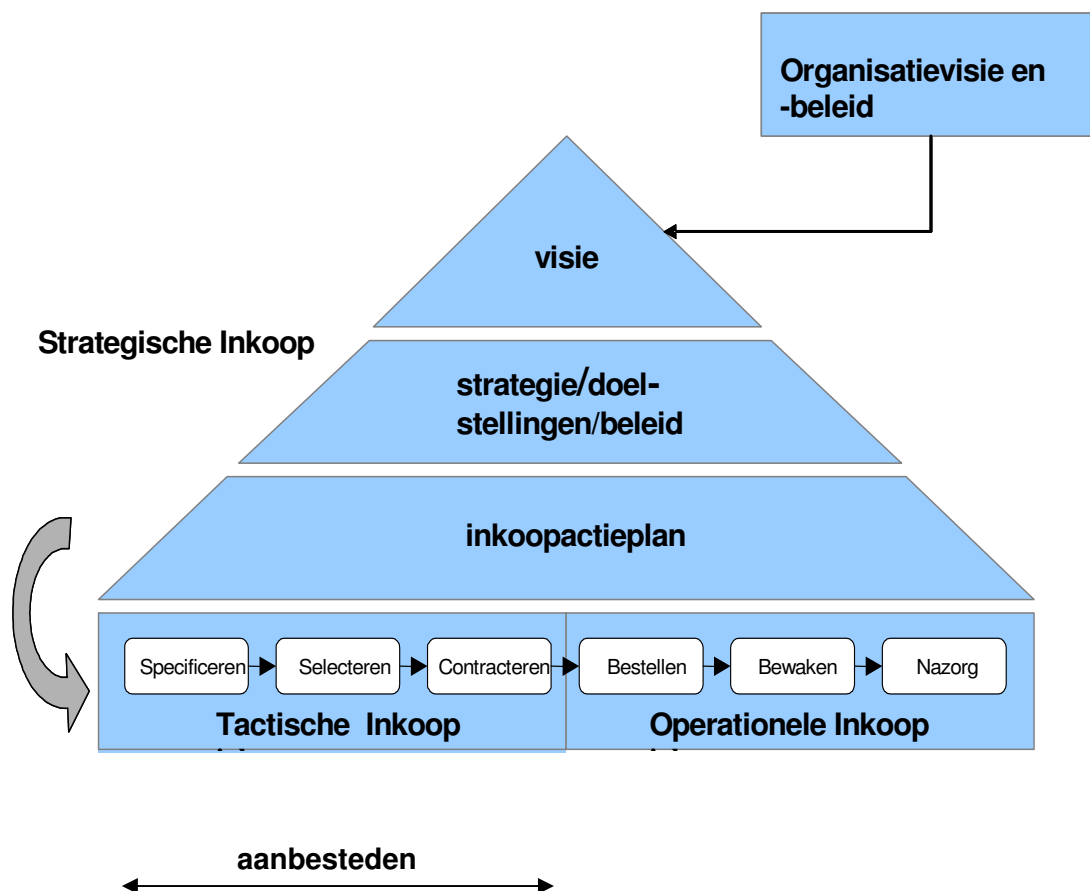 Organisatievisie en
-beleid
visie
Strategische Inkoop
strategie/doel-
stellingen/beleid
inkoopactieplan
Specificeren
Selecteren
Contracteren
Bestellen
Bewaken
Nazorg
Tactische Inkoop
Operationele Inkoop
aanbesteden